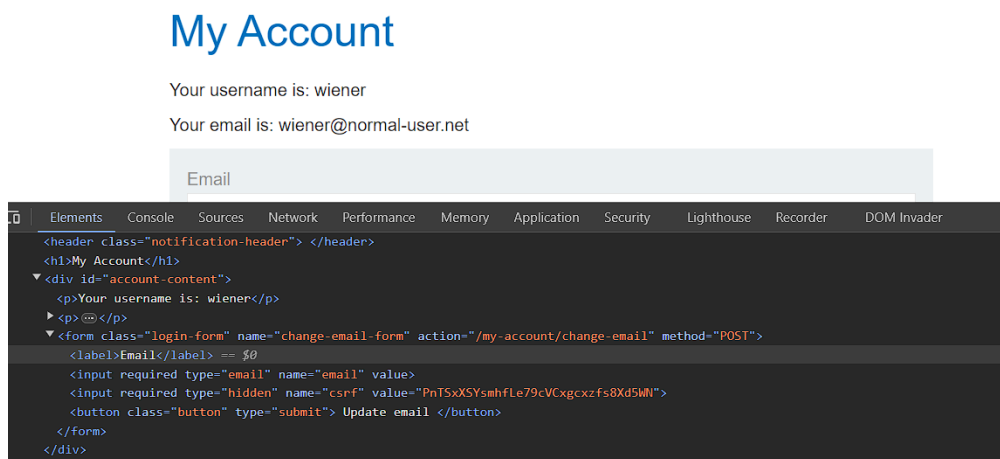 My Account
Your username is: wiener
Your email is: wiener@normal-user.net
Email
Elements Console Sources Network Performance Memory Application Security Lighthouse Recorder DOM Invader
<header class="notification-header"> </header>
<h1>My Account</h1>
<div id="account-content">
<p>Your username is: wiener</p>
<p>…</p>
<form class="login-form" name="change-email-form" action="/my-account/change-email" method="POST">
<label>Email</label> == $0
<input required type="email" name="email" value>
<input required type="hidden" name="csrf" value="PnTSxXSYsmhfLe79cVCxgcxzfs8Xd5WN">
<button class="button" type="submit"> Update email </button>
</form>
</div>